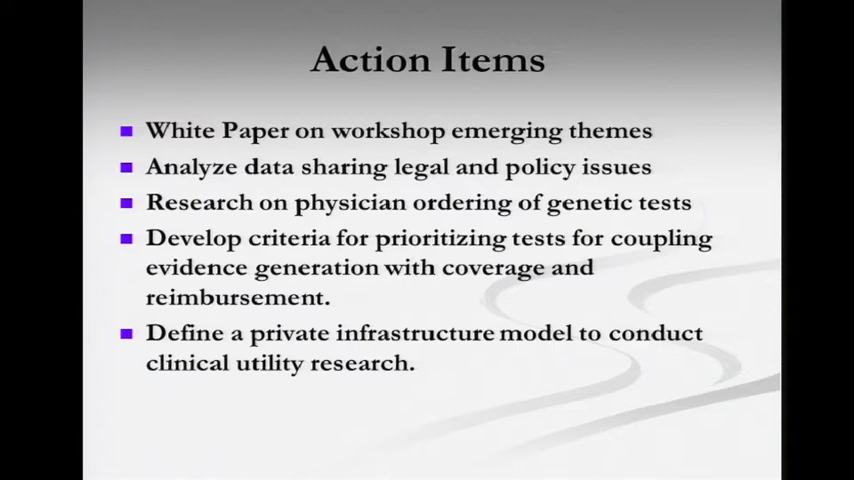 Action Items
White Paper on workshop emerging themes
Analyze data sharing legal and policy issues
Research on physician ordering of genetic tests
Develop criteria for prioritizing tests for coupling
evidence generation with coverage and
reimbursement.
Define a private infrastructure model to conduct
clinical utility research.